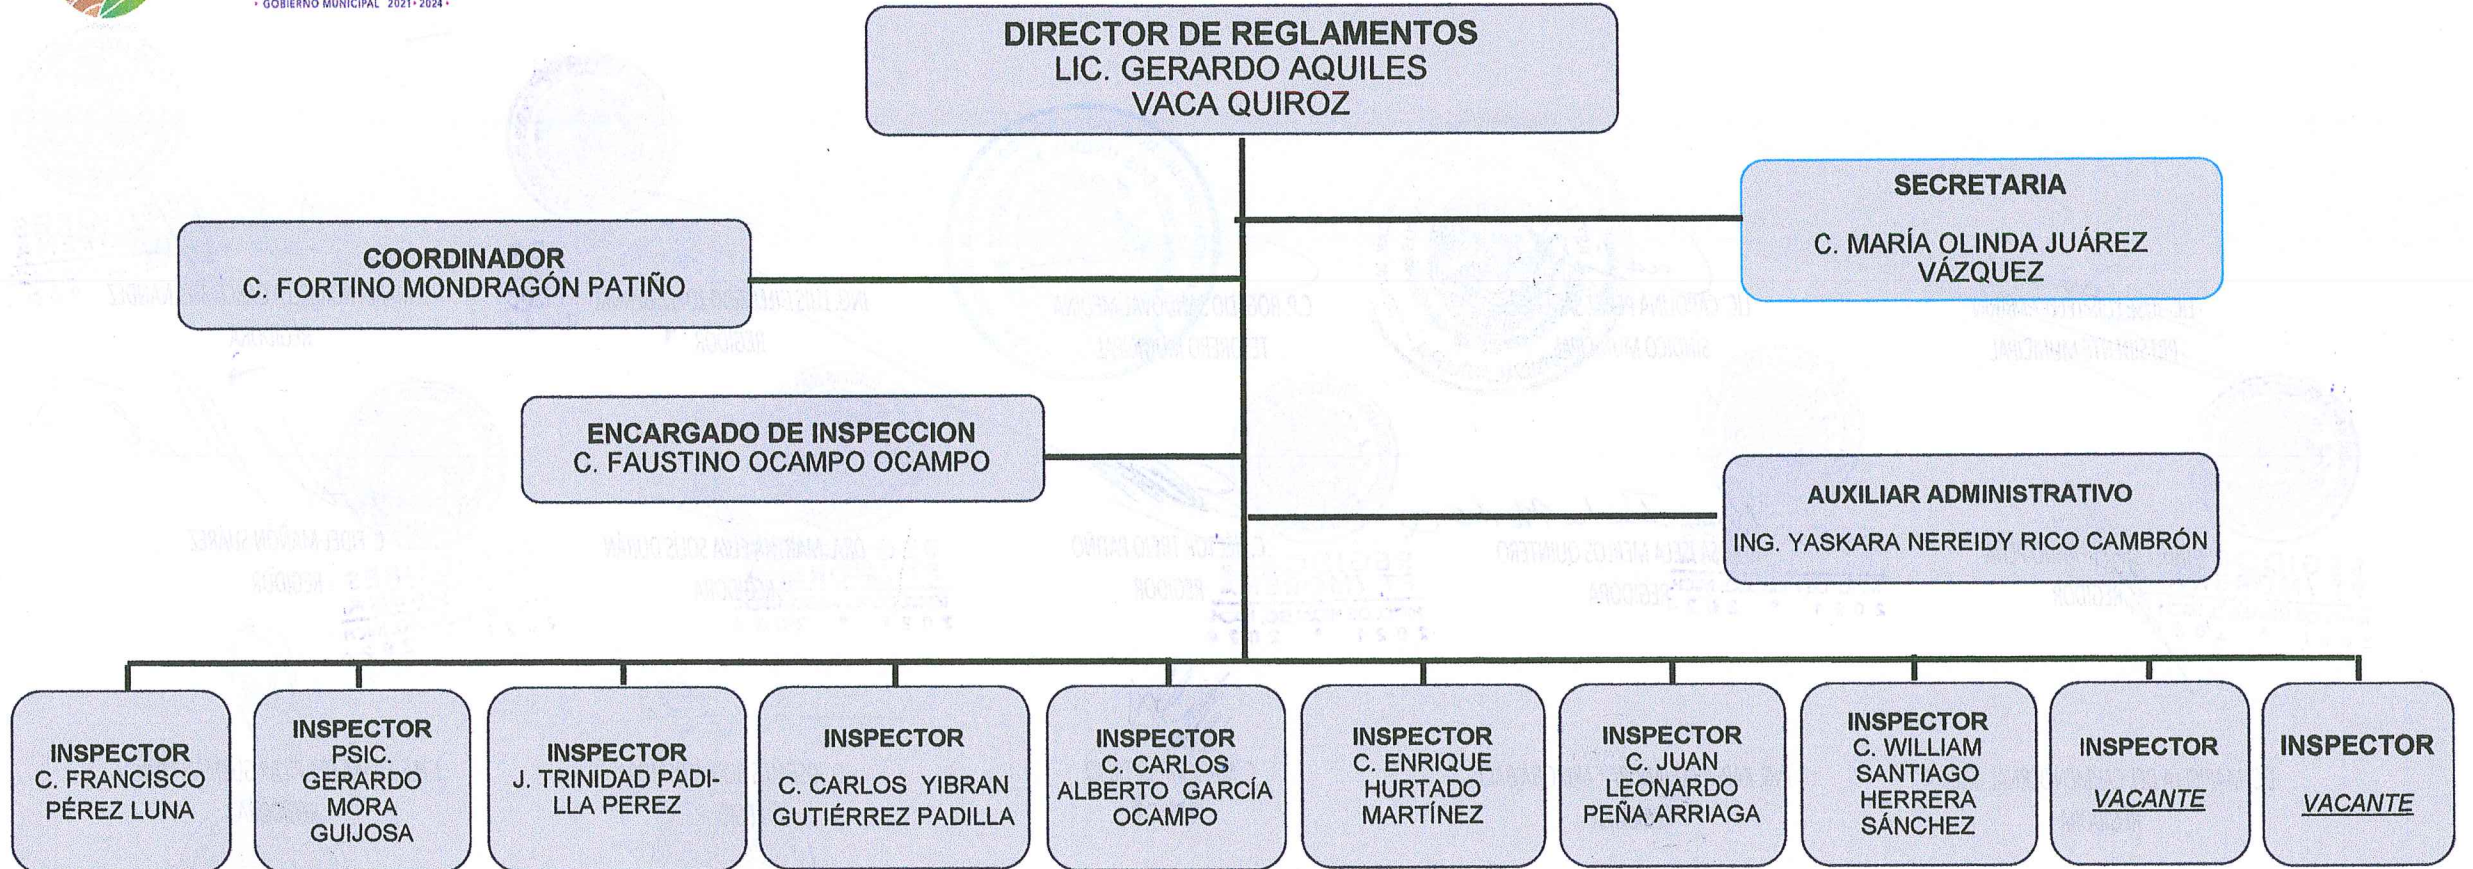 • GOBIERNO MUNICIPAL 2021 • 2024 •
DIRECTOR DE REGLAMENTOS
LIC. GERARDO AQUILES
VACA QUIROZ
SECRETARIA
C. MARÍA OLINDA JUÁREZ
VÁZQUEZ
COORDINADOR
C. FORTINO MONDRAGÓN PATIÑO
ENCARGADO DE INSPECCION
C. FAUSTINO OCAMPO OCAMPO
AUXILIAR ADMINISTRATIVO
ING. YASKARA NEREIDY RICO CAMBRÓN
INSPECTOR
C. FRANCISCO
PÉREZ LUNA
INSPECTOR
PSIC.
GERARDO
MORA
GUIJOSA
INSPECTOR
J. TRINIDAD PADI-
LLA PEREZ
INSPECTOR
C. CARLOS YIBRAN
GUTIÉRREZ PADILLA
INSPECTOR
C. CARLOS
ALBERTO GARCÍA
OCAMPO
INSPECTOR
C. ENRIQUE
HURTADO
MARTÍNEZ
INSPECTOR
C. JUAN
LEONARDO
PEÑA ARRIAGA
INSPECTOR
C. WILLIAM
SANTIAGO
HERRERA
SÁNCHEZ
INSPECTOR
VACANTE
INSPECTOR
VACANTE